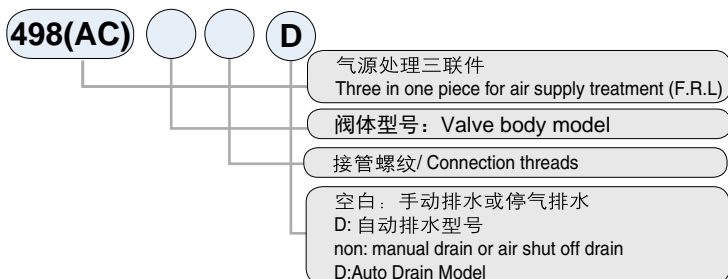 498(AC) D
气源处理三联件
Three in one piece for air supply treatment (F.R.L)
阀体型号：Valve body model
接管螺纹/ Connection threads
空白：手动排水或停气排水
D: 自动排水型号
non: manual drain or air shut off drain
D:Auto Drain Model